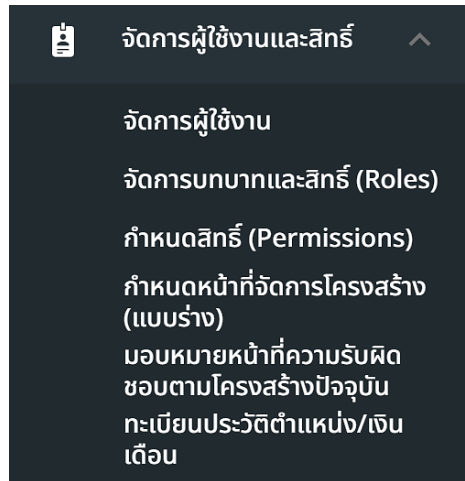 จัดการผู้ใช้งานและสิทธิ์
จัดการผู้ใช้งาน
จัดการบทบาทและสิทธิ์ (Roles)
กำหนดสิทธิ์ (Permissions)
กำหนดหน้าที่จัดการโครงสร้าง
(แบบร่าง)
มอบหมายหน้าที่ความรับผิด
ชอบตามโครงสร้างปัจจุบัน
ทะเบียนประวัติตำแหน่ง/เงิน
เดือน